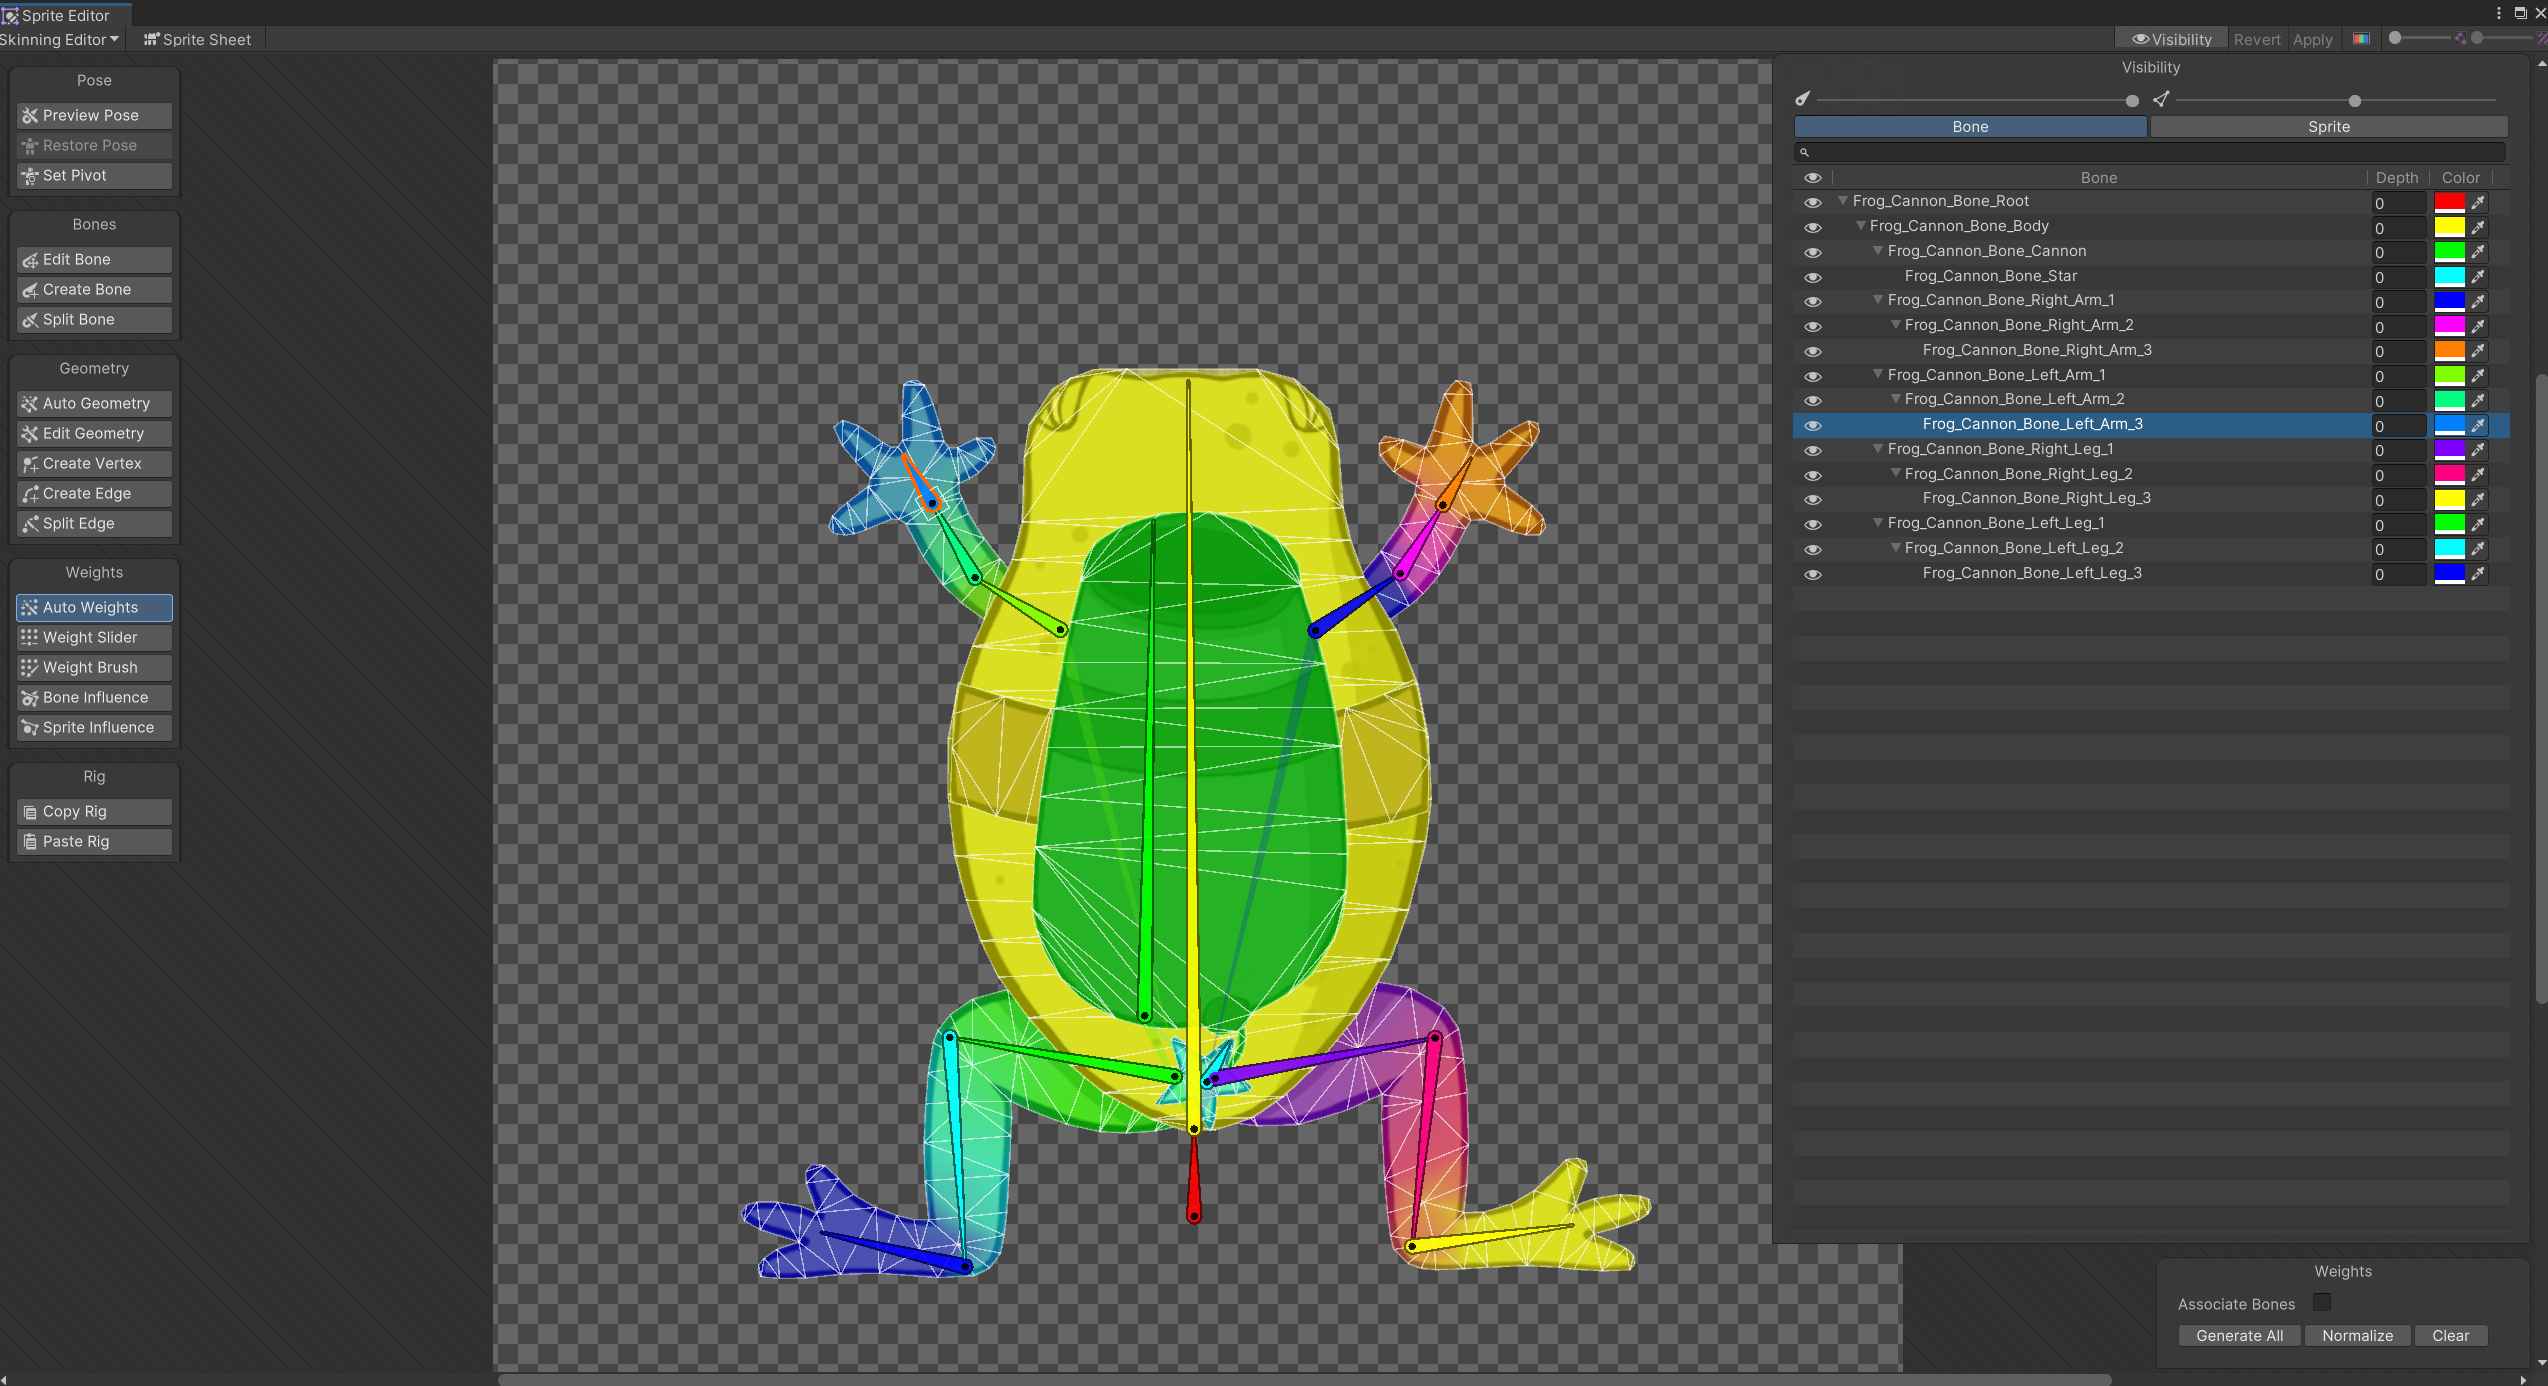 Sprite Editor
Skinning Editor
Sprite Sheet
Visibility
Revert
Apply
Pose
Preview Pose
Restore Pose
Set Pivot
Bones
Edit Bone
Create Bone
Split Bone
Geometry
Auto Geometry
Edit Geometry
Create Vertex
Create Edge
Split Edge
Weights
Auto Weights
Weight Slider
Weight Brush
Bone Influence
Sprite Influence
Rig
Copy Rig
Paste Rig
Visibility
Bone Sprite
Bone Depth Color
Frog_Cannon_Bone_Root 0
Frog_Cannon_Bone_Body 0
Frog_Cannon_Bone_Cannon 0
Frog_Cannon_Bone_Star 0
Frog_Cannon_Bone_Right_Arm_1 0
Frog_Cannon_Bone_Right_Arm_2 0
Frog_Cannon_Bone_Right_Arm_3 0
Frog_Cannon_Bone_Left_Arm_1 0
Frog_Cannon_Bone_Left_Arm_2 0
Frog_Cannon_Bone_Left_Arm_3 0
Frog_Cannon_Bone_Right_Leg_1 0
Frog_Cannon_Bone_Right_Leg_2 0
Frog_Cannon_Bone_Right_Leg_3 0
Frog_Cannon_Bone_Left_Leg_1 0
Frog_Cannon_Bone_Left_Leg_2 0
Frog_Cannon_Bone_Left_Leg_3 0
Weights
Associate Bones
Generate All Normalize Clear